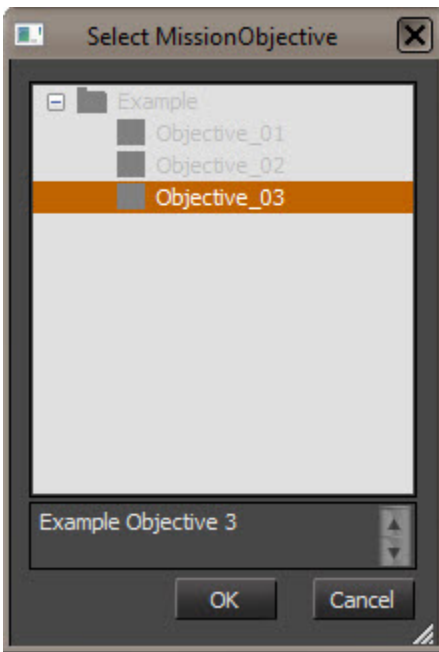 Select MissionObjective
Example
Objective_01
Objective_02
Objective_03
Example Objective 3
OK Cancel